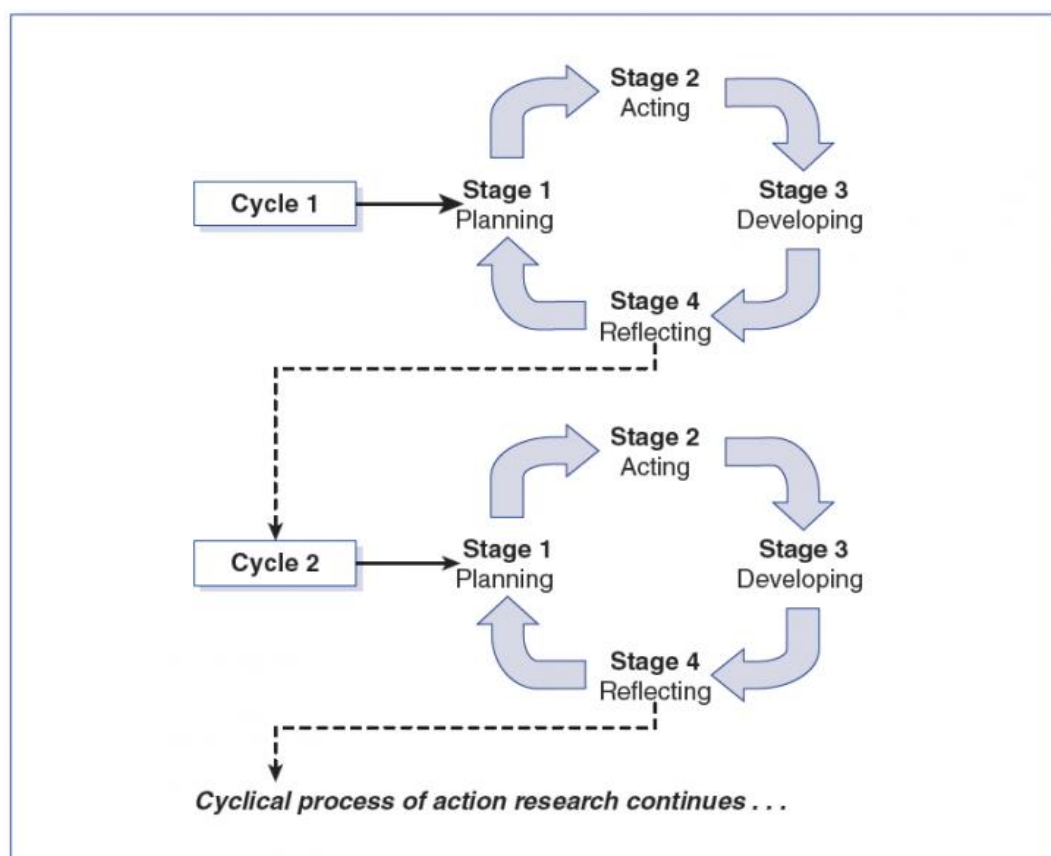 Stage 2
Acting
Cycle 1
Stage 1
Planning
Stage 3
Developing
Stage 4
Reflecting
Stage 2
Acting
Cycle 2
Stage 1
Planning
Stage 3
Developing
Stage 4
Reflecting
Cyclical process of action research continues . . .